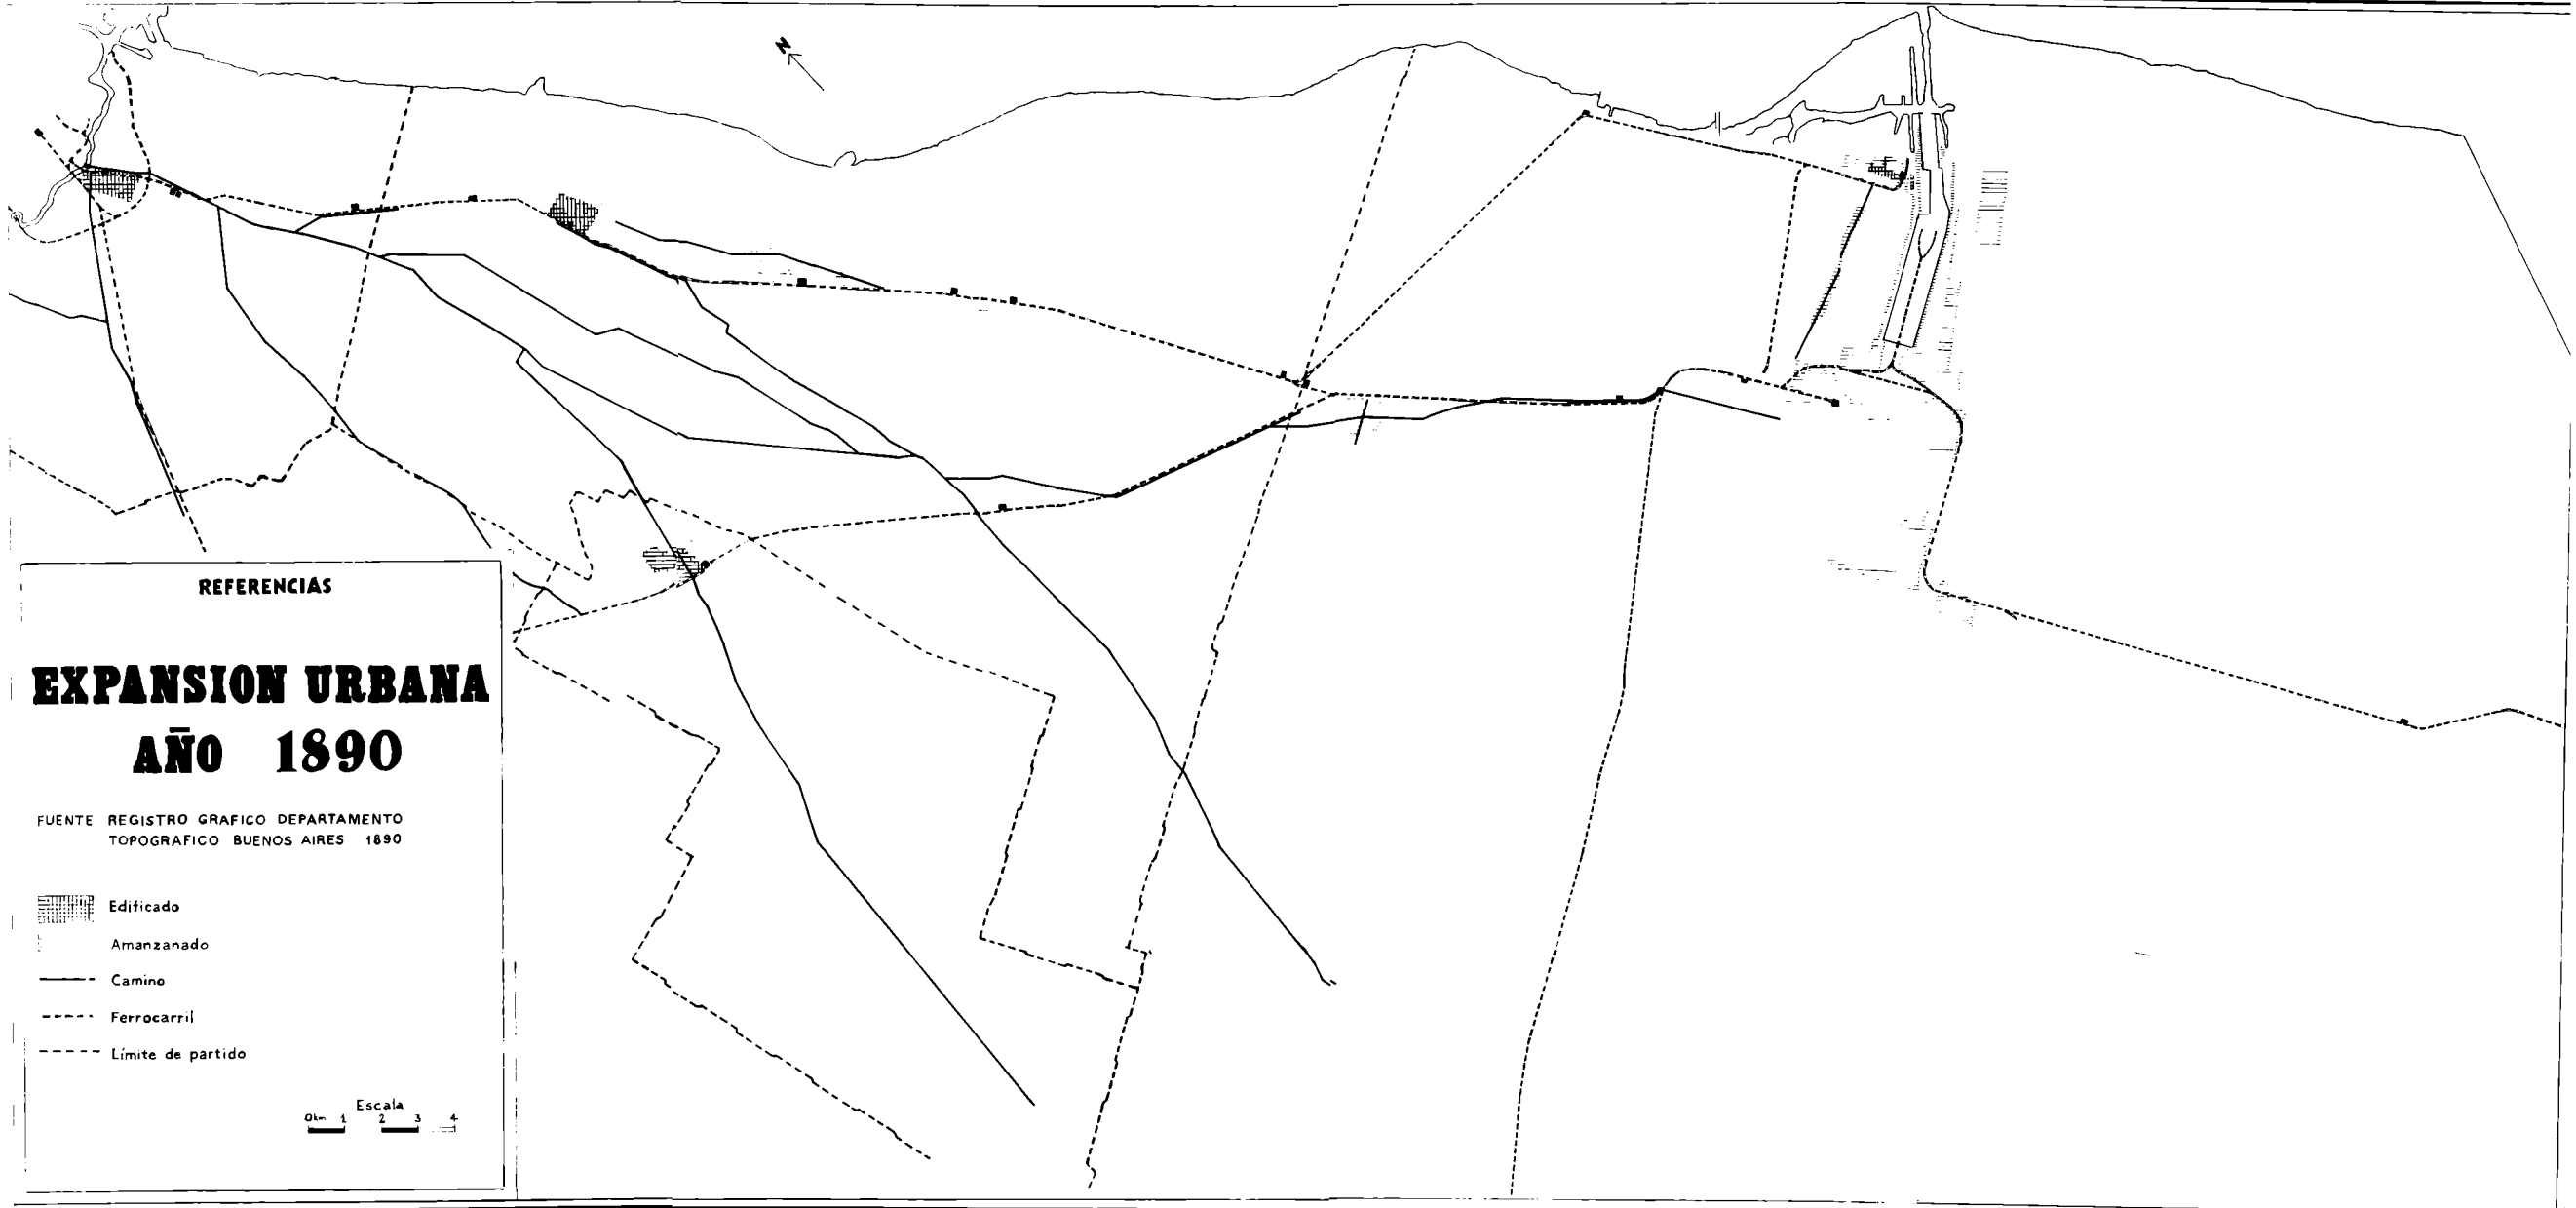 N
REFERENCIAS
EXPANSION URBANA
AÑO 1890
FUENTE REGISTRO GRAFICO DEPARTAMENTO
TOPOGRAFICO BUENOS AIRES 1890
Edificado
Amanzanado
Camino
Ferrocarril
Límite de partido
Escala
0km 1 2 3 4